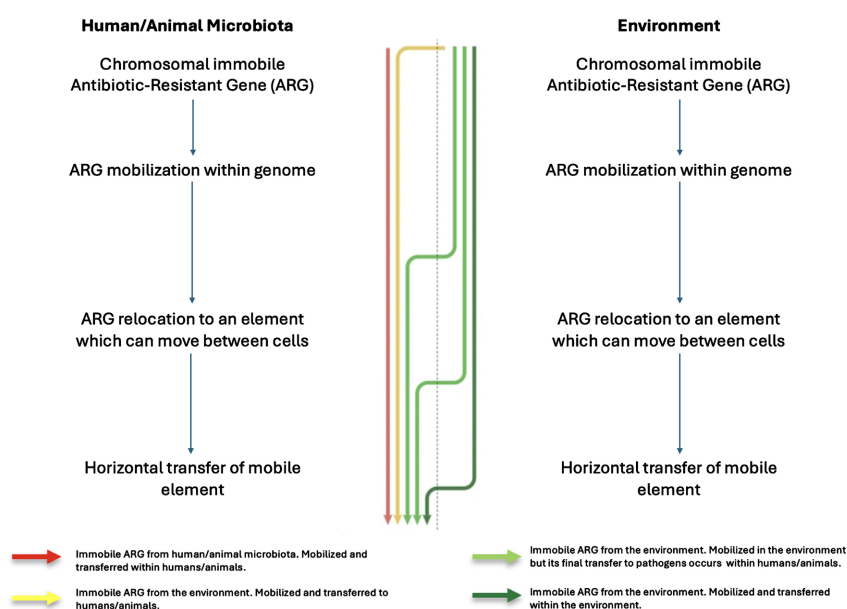 Human/Animal Microbiota
Chromosomal immobile
Antibiotic-Resistant Gene (ARG)
ARG mobilization within genome
ARG relocation to an element
which can move between cells
Horizontal transfer of mobile
element
Environment
Chromosomal immobile
Antibiotic-Resistant Gene (ARG)
ARG mobilization within genome
ARG relocation to an element
which can move between cells
Horizontal transfer of mobile
element
Immobile ARG from human/animal microbiota. Mobilized and
transferred within humans/animals.
Immobile ARG from the environment. Mobilized and transferred to
humans/animals.
Immobile ARG from the environment. Mobilized in the environment
but its final transfer to pathogens occurs within humans/animals.
Immobile ARG from the environment. Mobilized and transferred
within the environment.